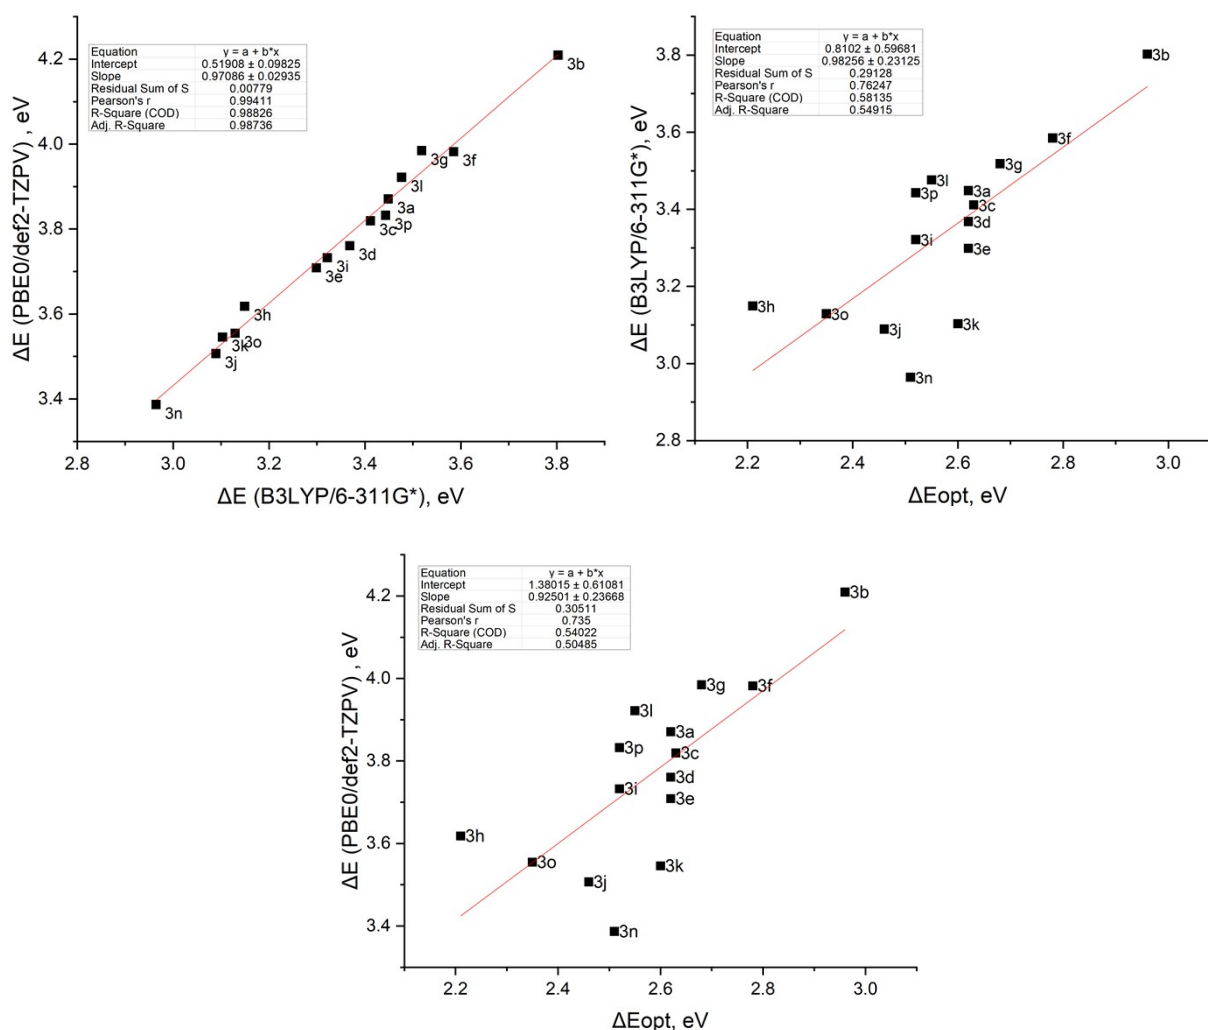 Equation y = a + b*x
Intercept 0.51908 ± 0.09825
Slope 0.97086 ± 0.02935
Residual Sum of S 0.00779
Pearson's r 0.99411
R-Square (COD) 0.98826
Adj. R-Square 0.98736
ΔE (PBE0/def2-TZPV) , eV
4.2
4.0
3.8
3.6
3.4
3b
3g
3f
3l
3a
3p
3c
3d
3i
3e
3h
3o
3k
3j
3n
2.8 3.0 3.2 3.4 3.6 3.8
ΔE (B3LYP/6-311G*), eV
Equation y = a + b*x
Intercept 0.8102 ± 0.59681
Slope 0.98256 ± 0.23125
Residual Sum of S 0.29128
Pearson's r 0.76247
R-Square (COD) 0.58135
Adj. R-Square 0.54915
ΔE (B3LYP/6-311G*), eV
3.8
3.6
3.4
3.2
3.0
2.8
3b
3f
3g
3l
3a
3p
3c
3d
3i
3e
3h
3o
3k
3j
3n
2.2 2.4 2.6 2.8 3.0
ΔEopt, eV
Equation y = a + b*x
Intercept 1.38015 ± 0.61081
Slope 0.92501 ± 0.23668
Residual Sum of S 0.30511
Pearson's r 0.735
R-Square (COD) 0.54022
Adj. R-Square 0.50485
ΔE (PBE0/def2-TZPV) , eV
4.2
4.0
3.8
3.6
3.4
3b
3g
3f
3l
3a
3p
3c
3d
3i
3e
3h
3o
3k
3j
3n
2.2 2.4 2.6 2.8 3.0
ΔEopt, eV